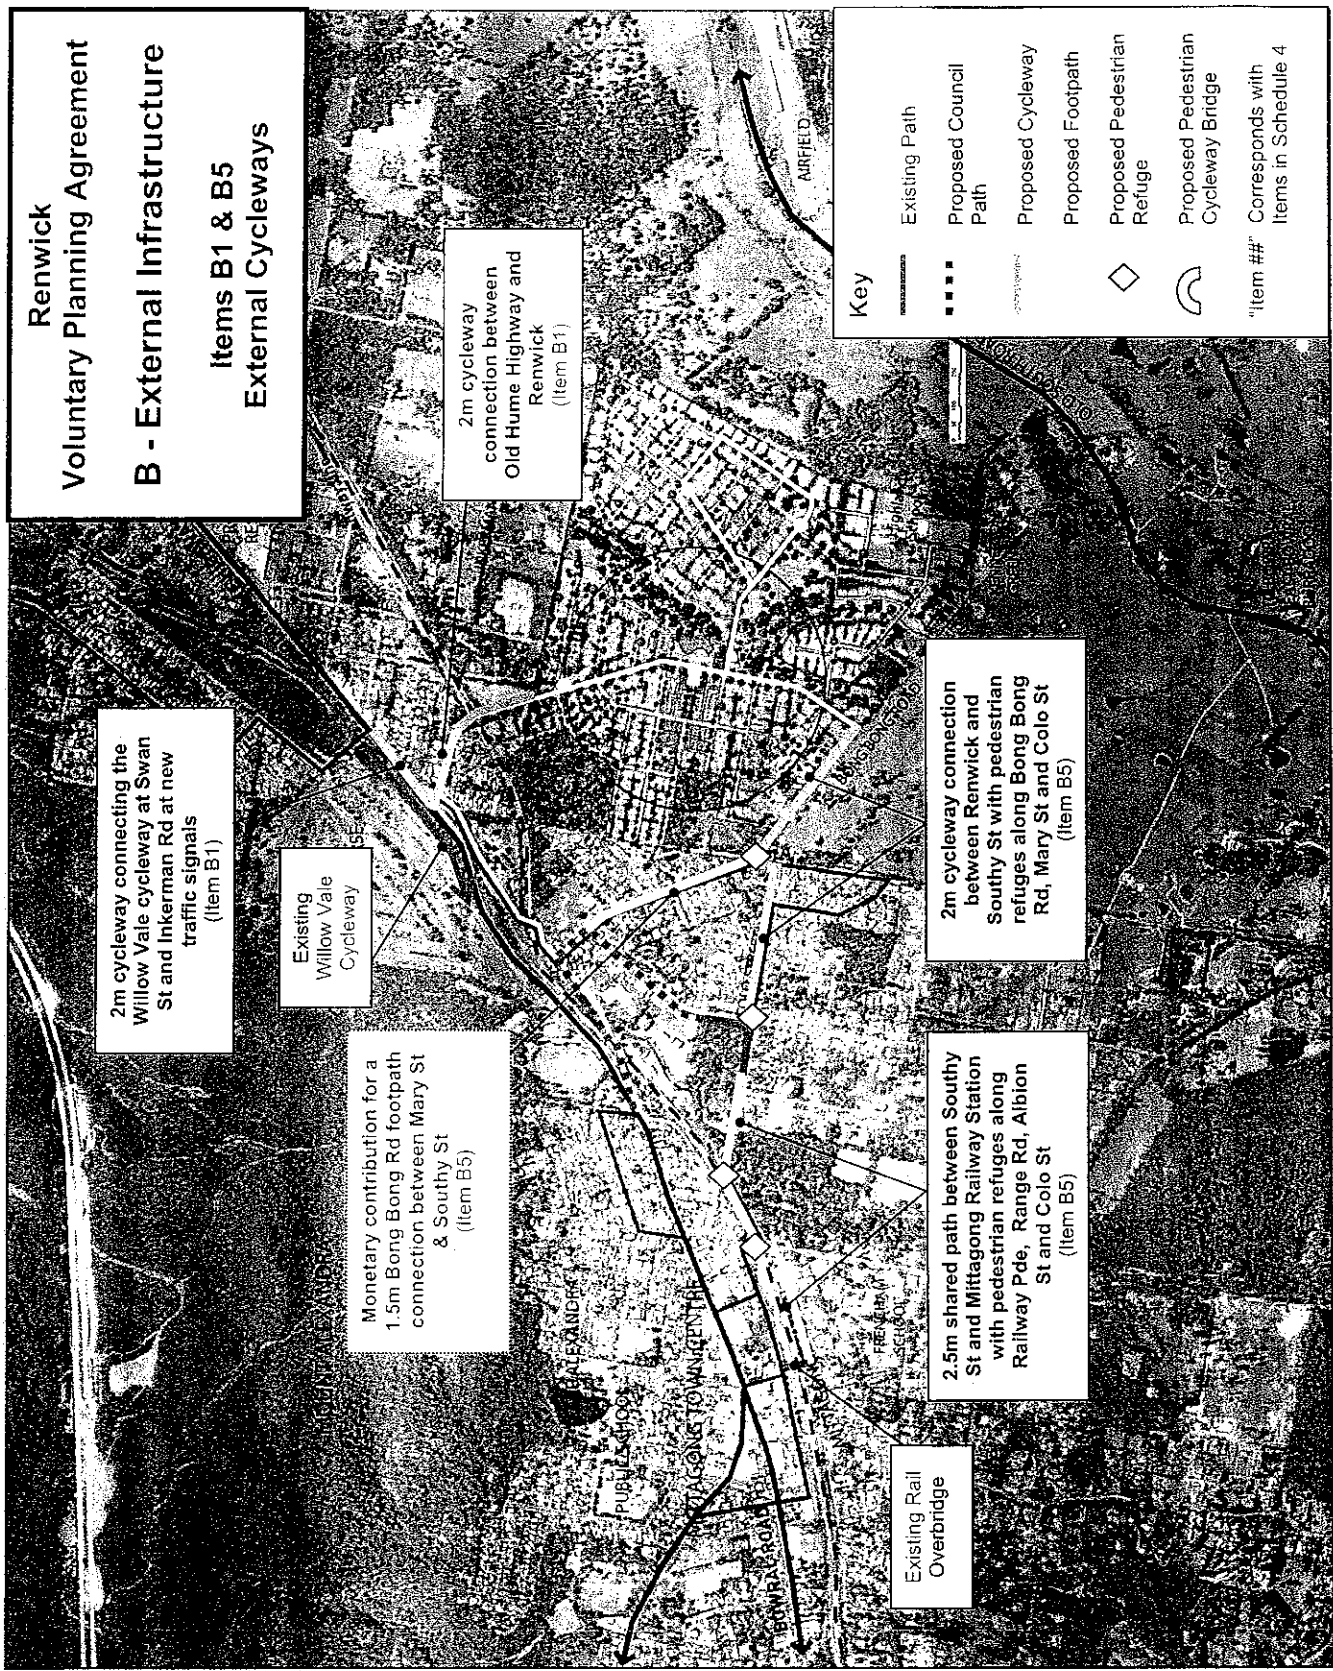 Renwick
Voluntary Planning Agreement
B - External Infrastructure
Items B1 & B5
External Cycleways
2m cycleway connecting the
Willow Vale cycleway at Swan
St and Inkerman Rd at new
traffic signals
(Item B1)
Existing
Willow Vale
Cycleway
2m cycleway
connection between
Old Hume Highway and
Renwick
(Item B1)
Monetary contribution for a
1.5m Bong Bong Rd footpath
connection between Mary St
& Southy St
(Item B5)
2m cycleway connection
between Renwick and
Southy St with pedestrian
refuges along Bong Bong
Rd, Mary St and Colo St
(Item B5)
2.5m shared path between Southy
St and Mittagong Railway Station
with pedestrian refuges along
Railway Pde, Range Rd, Albion
St and Colo St
(Item B5)
Existing Rail
Overbridge
AIRFIELD
PUBLIC SCHOOL
BOWRAL ROAD
SCHOOL
Key
Existing Path
Proposed Council
Path
Proposed Cycleway
Proposed Footpath
Proposed Pedestrian
Refuge
Proposed Pedestrian
Cycleway Bridge
"Item ##" Corresponds with
Items in Schedule 4